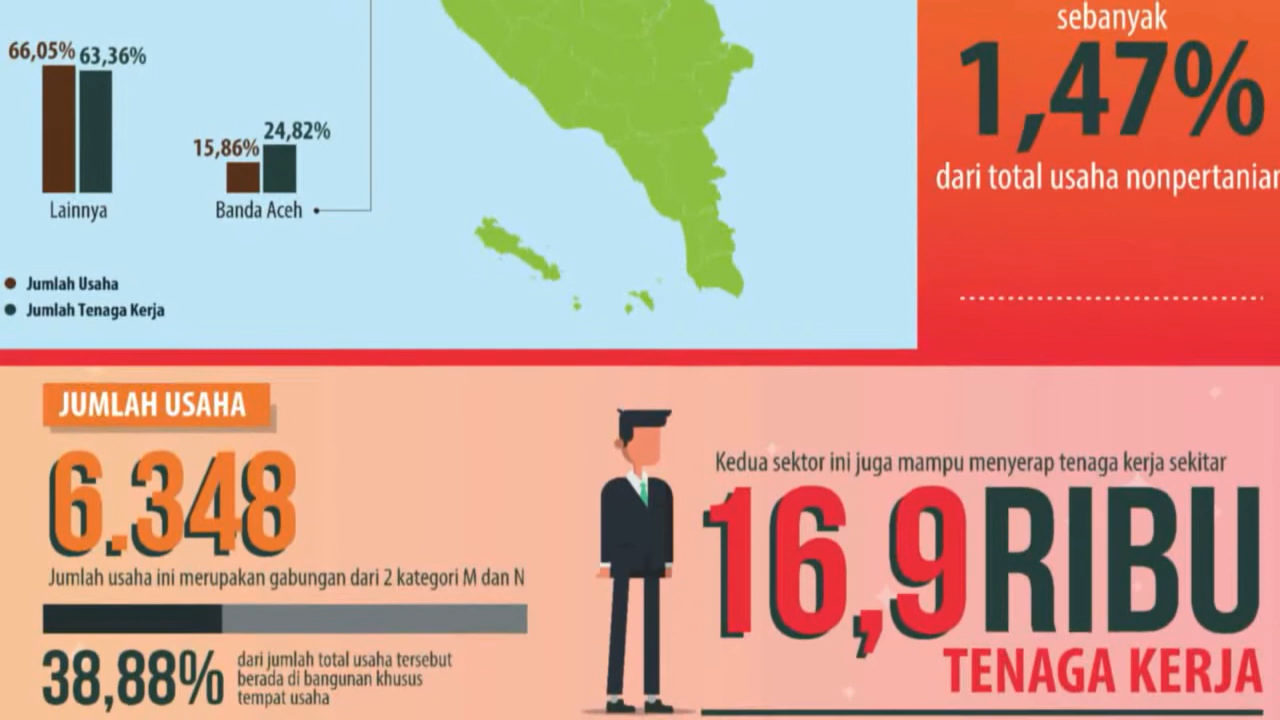 66,05% 63,36%
15,86% 24,82%
Lainnya
Banda Aceh
Jumlah Usaha
Jumlah Tenaga Kerja
sebanyak
1,47%
dari total usaha nonpertanian
JUMLAH USAHA
6.348
Jumlah usaha ini merupakan gabungan dari 2 kategori M dan N
38,88%
dari jumlah total usaha tersebut
berada di bangunan khusus
tempat usaha
Kedua sektor ini juga mampu menyerap tenaga kerja sekitar
16,9 RIBU
TENAGA KERJA